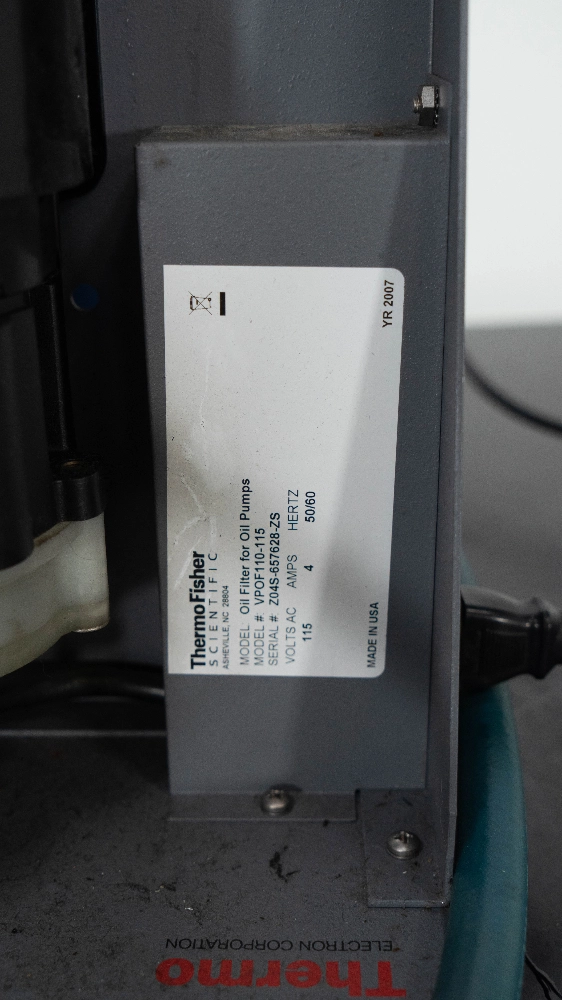 ThermoFisher
SCIENTIFIC
ASHEVILLE, NC 28804
MODEL Oil Filter for Oil Pumps
MODEL #: VPOF110-115
SERIAL # Z04S-657628-ZS
VOLTS AC AMPS HERTZ
115 4 50/60
MADE IN USA YR 2007
Thermo
ELECTRON CORPORATION